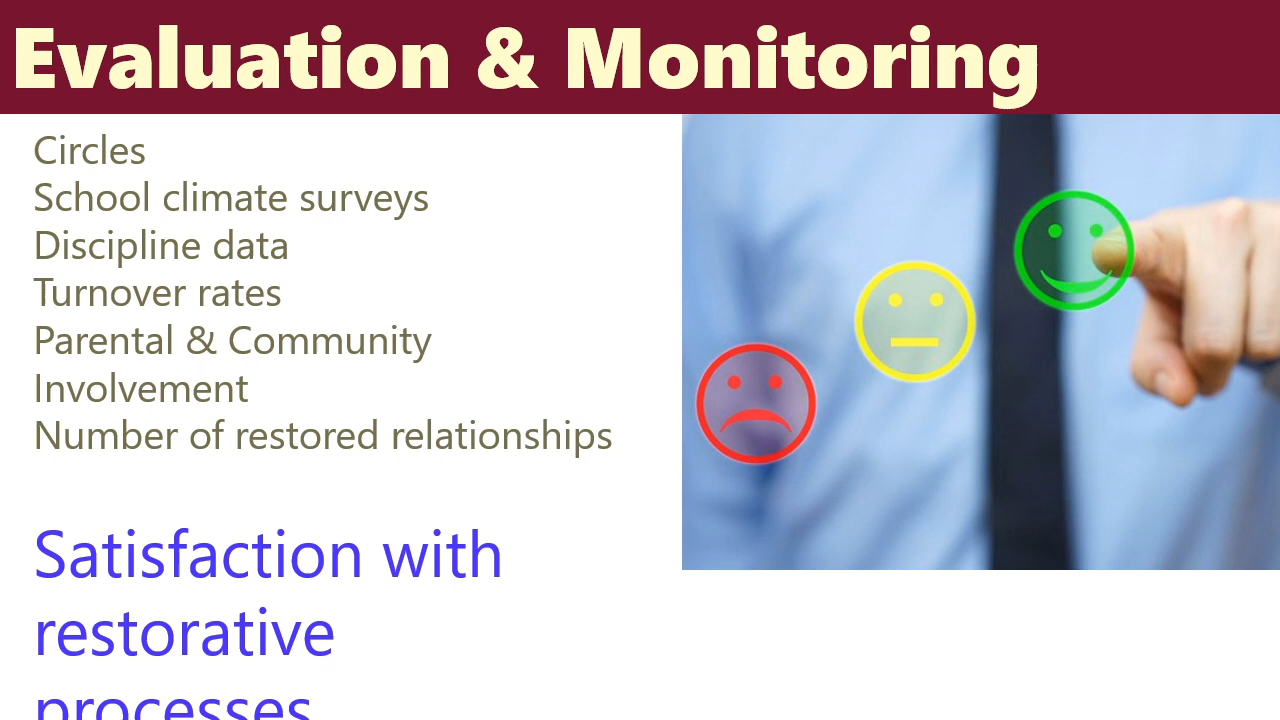 Evaluation & Monitoring
Circles
School climate surveys
Discipline data
Turnover rates
Parental & Community
Involvement
Number of restored relationships
Satisfaction with
restorative
processes